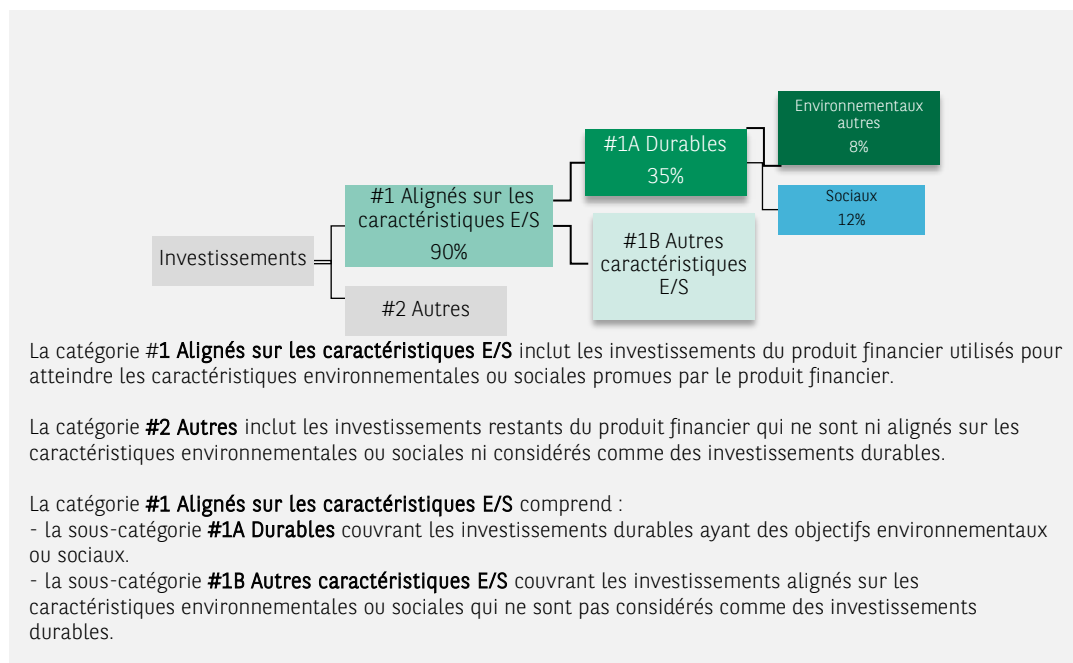 Environnementaux
autres
8%
#1A Durables
35%
Sociaux
12%
#1 Alignés sur les
caractéristiques E/S
90%
#1B Autres
caractéristiques
E/S
Investissements
#2 Autres
La catégorie #1 Alignés sur les caractéristiques E/S inclut les investissements du produit financier utilisés pour
atteindre les caractéristiques environnementales ou sociales promues par le produit financier.
La catégorie #2 Autres inclut les investissements restants du produit financier qui ne sont ni alignés sur les
caractéristiques environnementales ou sociales ni considérés comme des investissements durables.
La catégorie #1 Alignés sur les caractéristiques E/S comprend :
- la sous-catégorie #1A Durables couvrant les investissements durables ayant des objectifs environnementaux
ou sociaux.
- la sous-catégorie #1B Autres caractéristiques E/S couvrant les investissements alignés sur les
caractéristiques environnementales ou sociales qui ne sont pas considérés comme des investissements
durables.